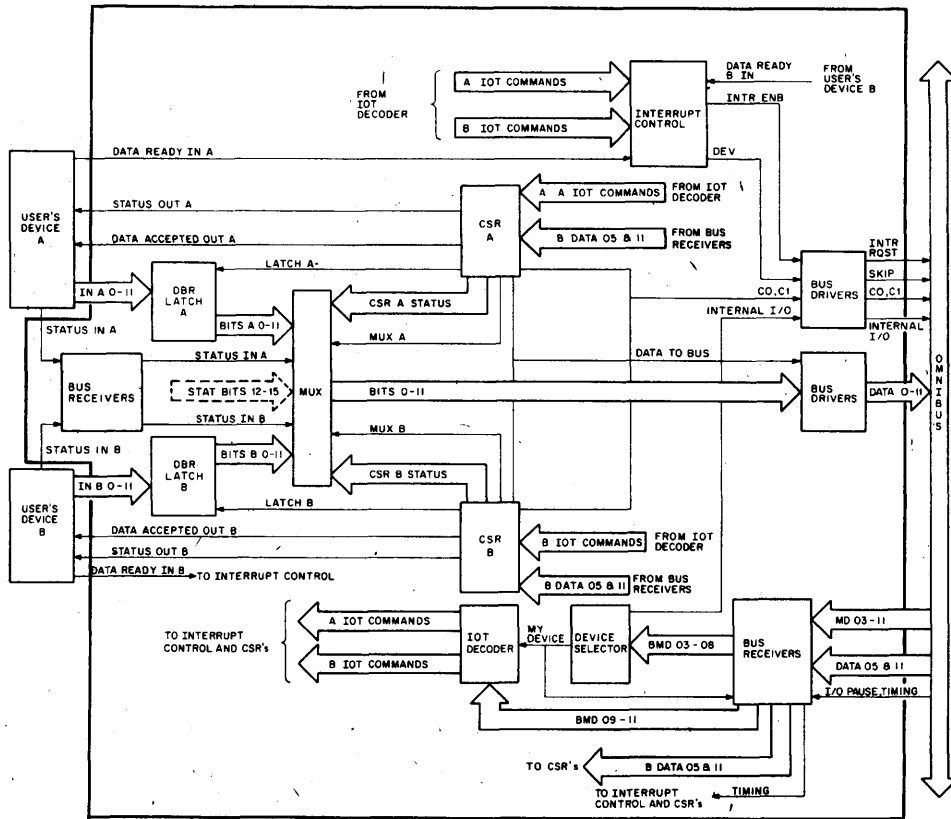 DATA READY
B IN
FROM
USER'S
DEVICE B
A IOT COMMANDS
FROM
IOT
DECODER
INTR ENB
INTERRUPT
CONTROL
B IOT COMMANDS
DATA READY IN A
DEV
A A IOT COMMANDS
FROM IOT
DECODER
STATUS OUT A
CSR
A
USER'S
DEVICE
A
B DATA 05 & 11
FROM BUS
RECEIVERS
DATA ACCEPTED OUT A
INTR
RQST
LATCH A-
BUS
DRIVERS
SKIP
IN A 0-11
DBR
LATCH
A
CSR A STATUS
CO,C1
CO,C1
BITS A 0-11
INTERNAL I/O
INTERNAL
I/O
STATUS IN A
MUX A
STATUS IN A
DATA TO BUS
BUS
RECEIVERS
STAT BITS 12-15
MUX
BITS 0-11
BUS
DRIVERS
DATA 0-11
OMNIBUS
STATUS IN B
MUX B
STATUS IN B
BITS B 0-11
IN B 0-11
DBR
LATCH
B
CSR B STATUS
LATCH B
USER'S
DEVICE
B
DATA ACCEPTED OUT B
CSR
B
B IOT COMMANDS
FROM IOT
DECODER
STATUS OUT B
DATA READY IN B
TO INTERRUPT CONTROL
B DATA 05 & 11
FROM BUS
RECEIVERS
A IOT COMMANDS
MD 03-11
TO INTERRUPT
CONTROL AND CSR's
IOT
DECODER
MY
DEVICE
DEVICE
SELECTOR
BMD 03-08
BUS
RECEIVERS
B IOT COMMANDS
DATA 05 & 11
I/O PAUSE,TIMING
BMD 09-11
TO CSR's
B DATA 05 & 11
TO INTERRUPT
CONTROL AND CSR's
TIMING